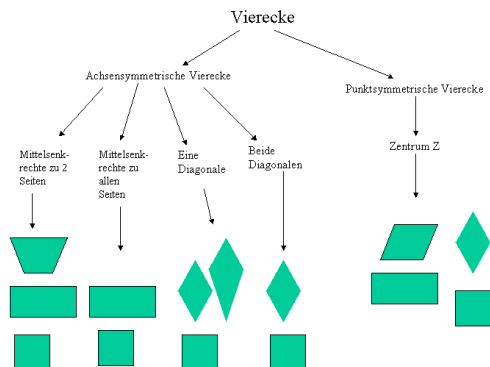 Vierecke
Achsensymmetrische Vierecke
Punktsymmetrische Vierecke
Mittelsenk-
rechte zu 2
Seiten
Mittelsenk-
rechte zu
allen
Seiten
Eine
Diagonale
Beide
Diagonalen
Zentrum Z